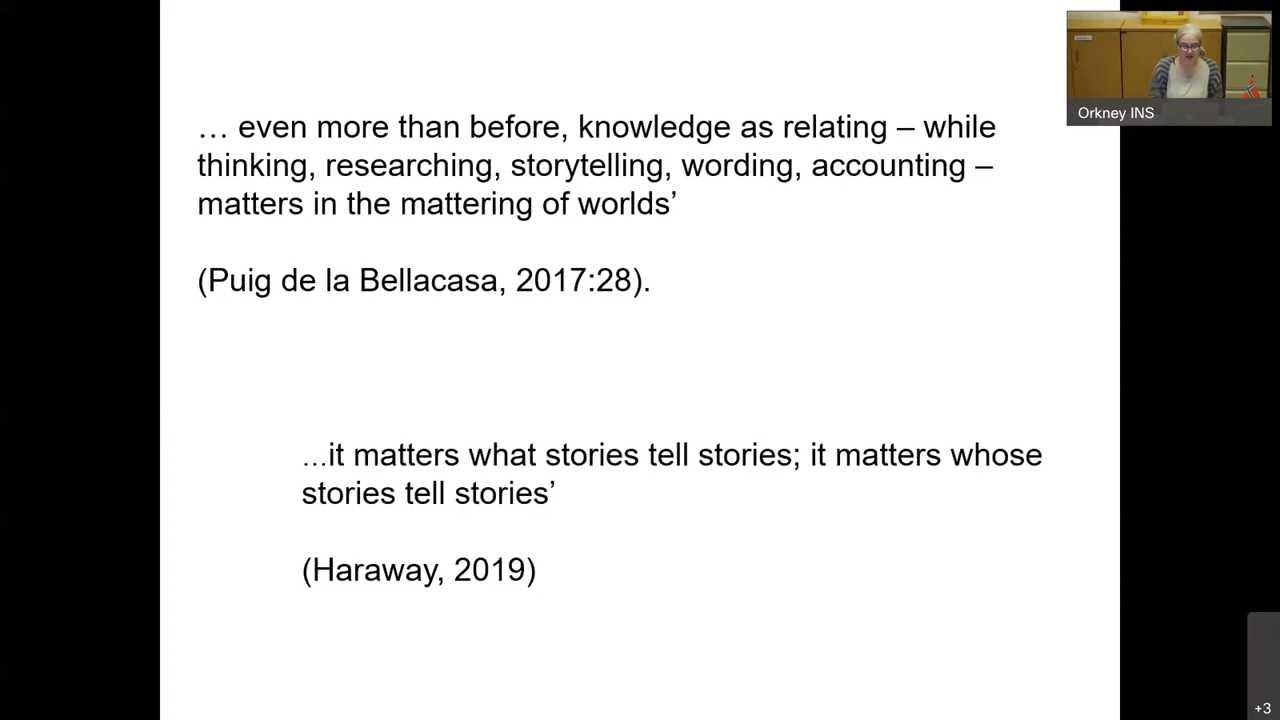 … even more than before, knowledge as relating – while
thinking, researching, storytelling, wording, accounting –
matters in the mattering of worlds’
(Puig de la Bellacasa, 2017:28).
…it matters what stories tell stories; it matters whose
stories tell stories’
(Haraway, 2019)
Orkney INS
+3